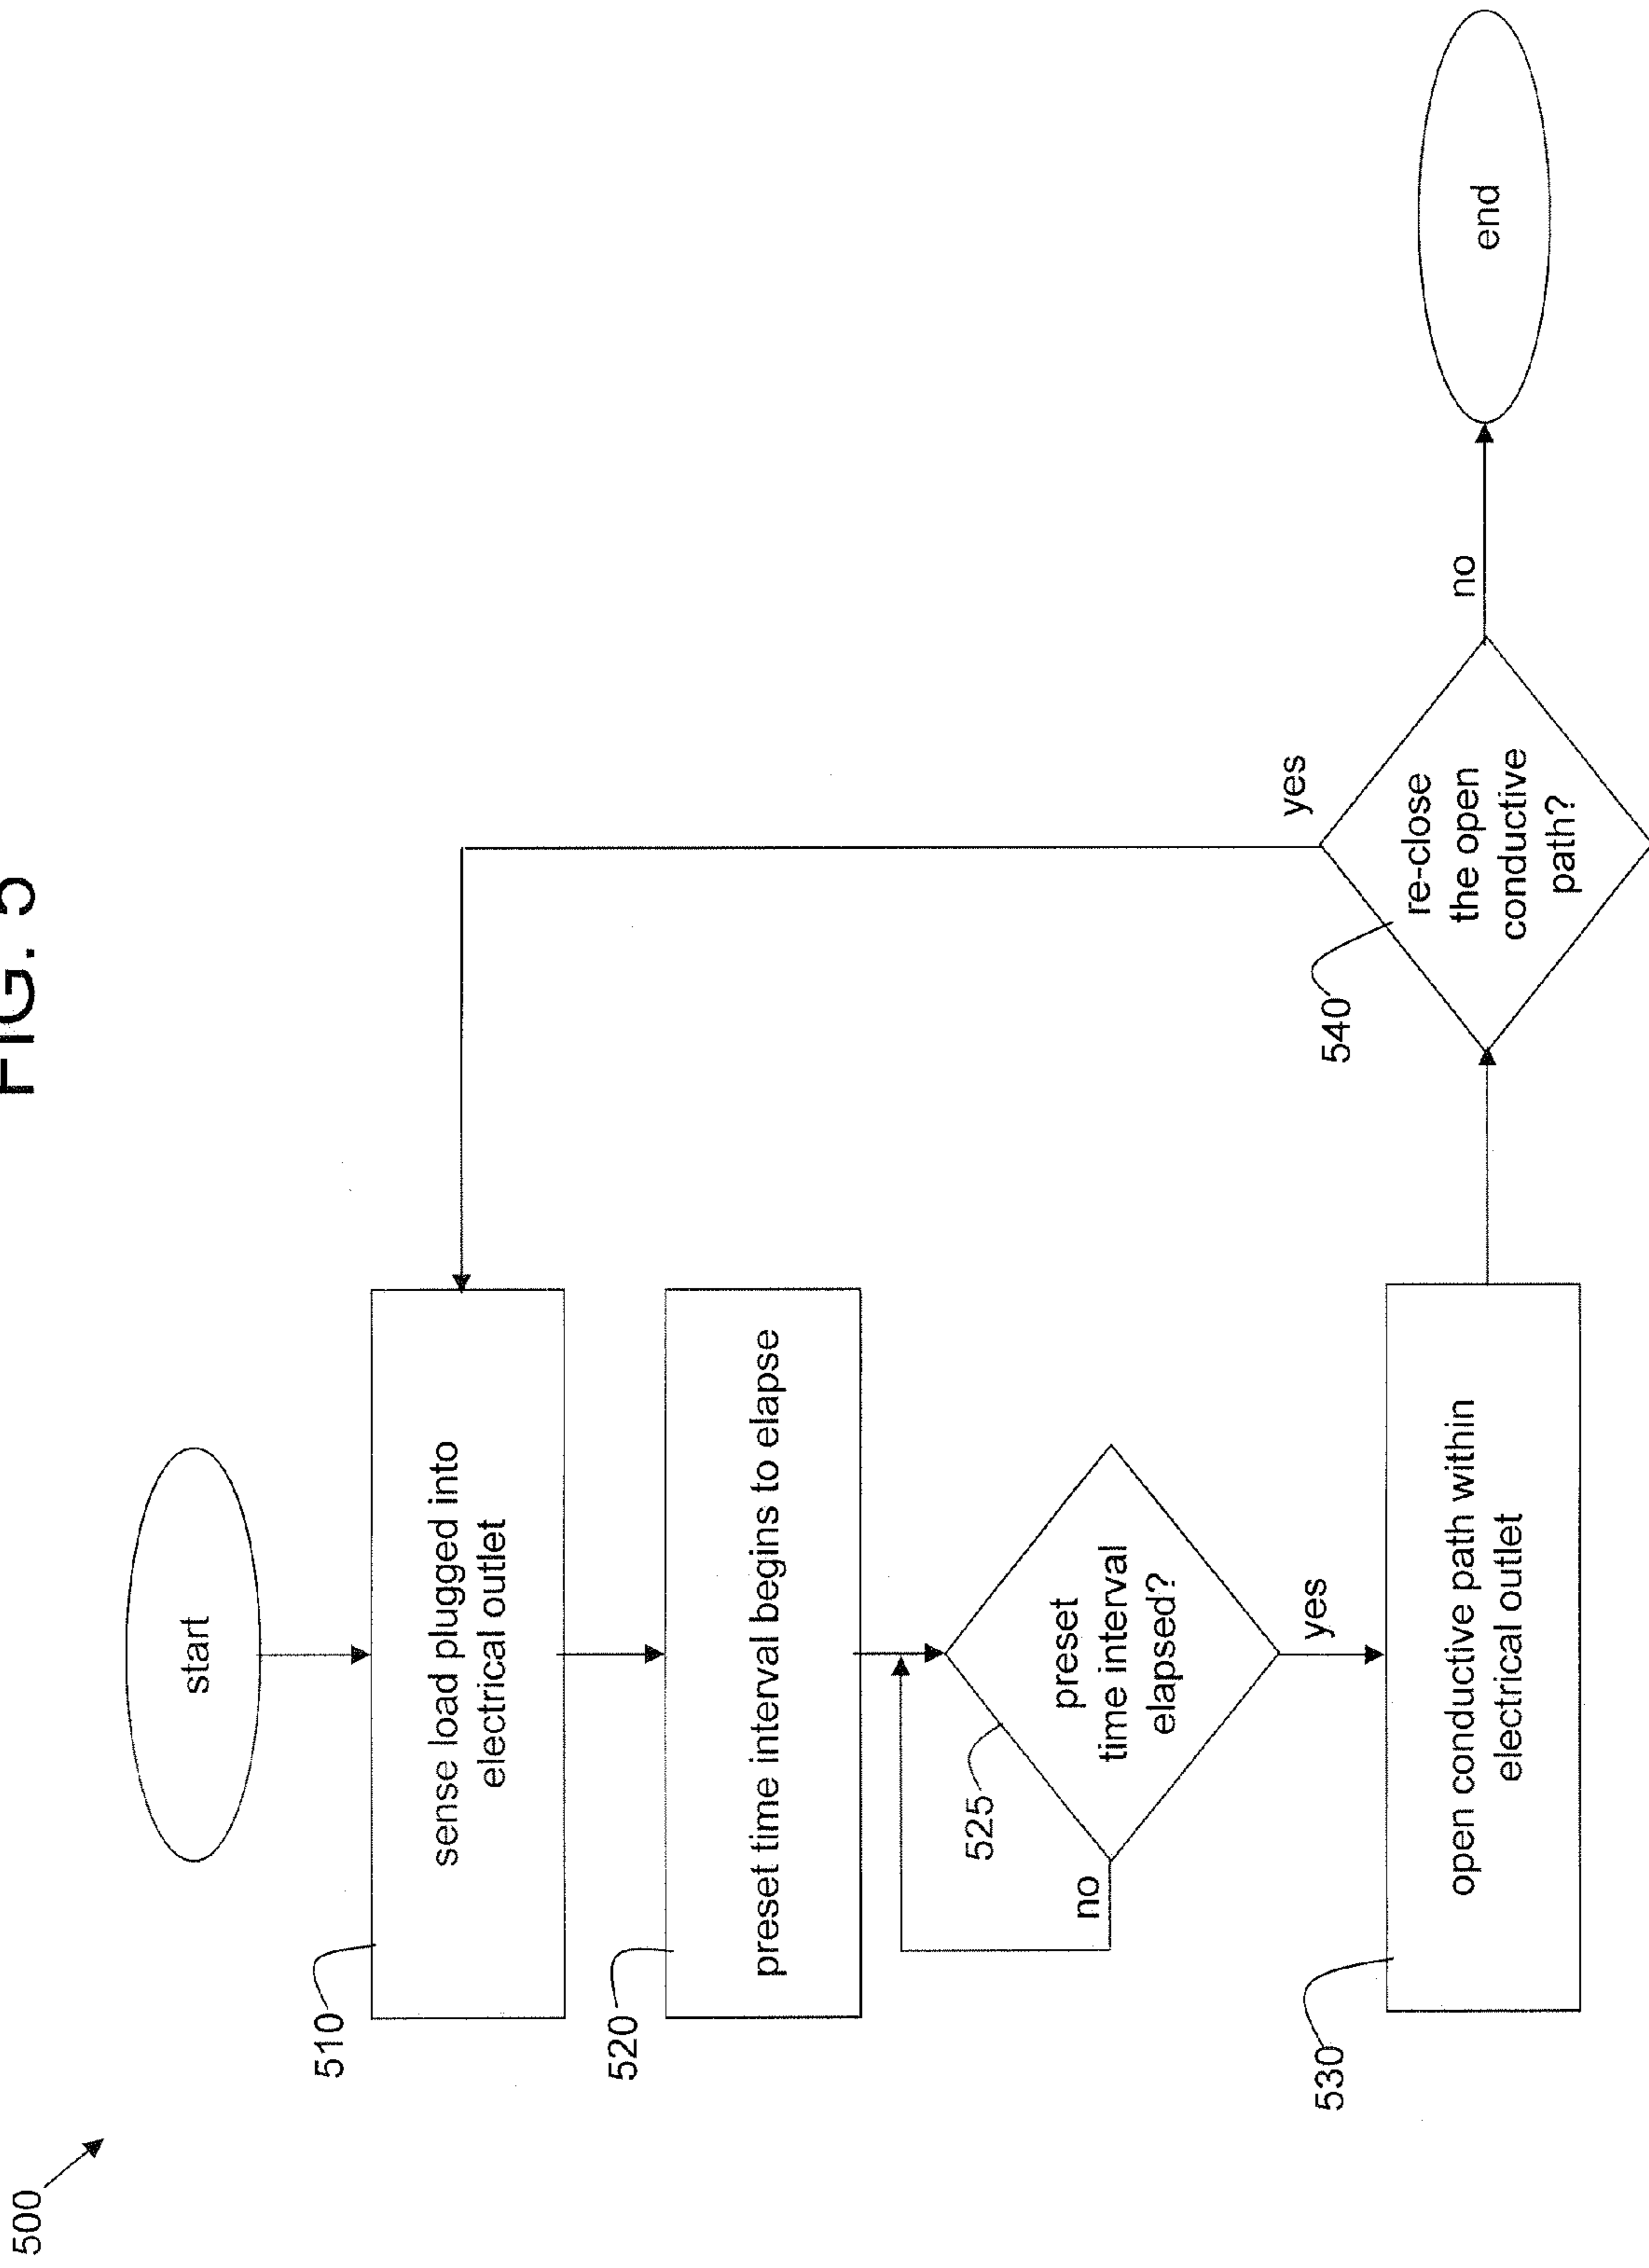 FIG. 5
500
start
510
sense load plugged into
electrical outlet
520
preset time interval begins to elapse
525
preset
time interval
elapsed?
no
yes
530
open conductive path within
electrical outlet
540
re-close
the open
conductive
path?
yes
no
end